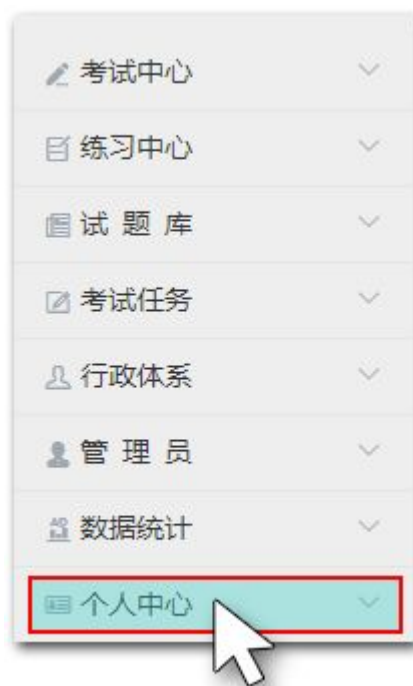 考试中心
练习中心
试 题 库
考试任务
行政体系
管 理 员
数据统计
个人中心